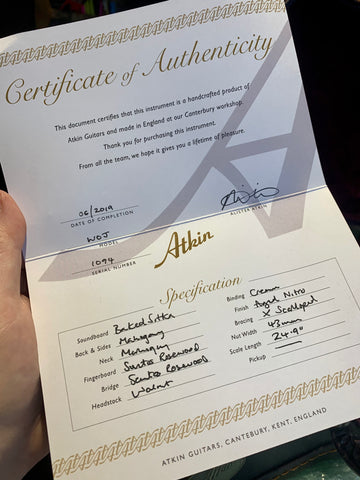 Certificate of Authenticity
This document certifies that this instrument is a handcrafted product of
Atkin Guitars and made in England at our Canterbury workshop.
Thank you for purchasing this instrument.
From all the team, we hope it gives you a lifetime of pleasure.
06/2019
DATE OF COMPLETION
WOJ
MODEL
1094
SERIAL NUMBER
ALISTER ATKIN
Atkin
Specification
Soundboard Baked Sitka
Back & Sides Mahogany
Neck Mahogany
Fingerboard Santos Rosewood
Bridge Santos Rosewood
Headstock Walnut
Binding Cream
Finish Aged Nitro
Bracing X Scalloped
Nut Width 43mm
Scale Length 24.9"
Pickup —
ATKIN GUITARS, CANTEBURY, KENT, ENGLAND